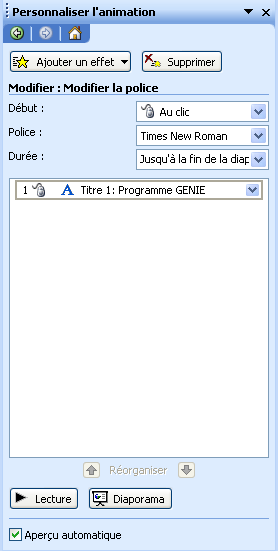 Personnaliser l'animation
Ajouter un effet Supprimer
Modifier : Modifier la police
Début : Au clic
Police : Times New Roman
Durée : Jusqu'à la fin de la diap
1 Titre 1: Programme GENIE
Réorganiser
Lecture Diaporama
Aperçu automatique